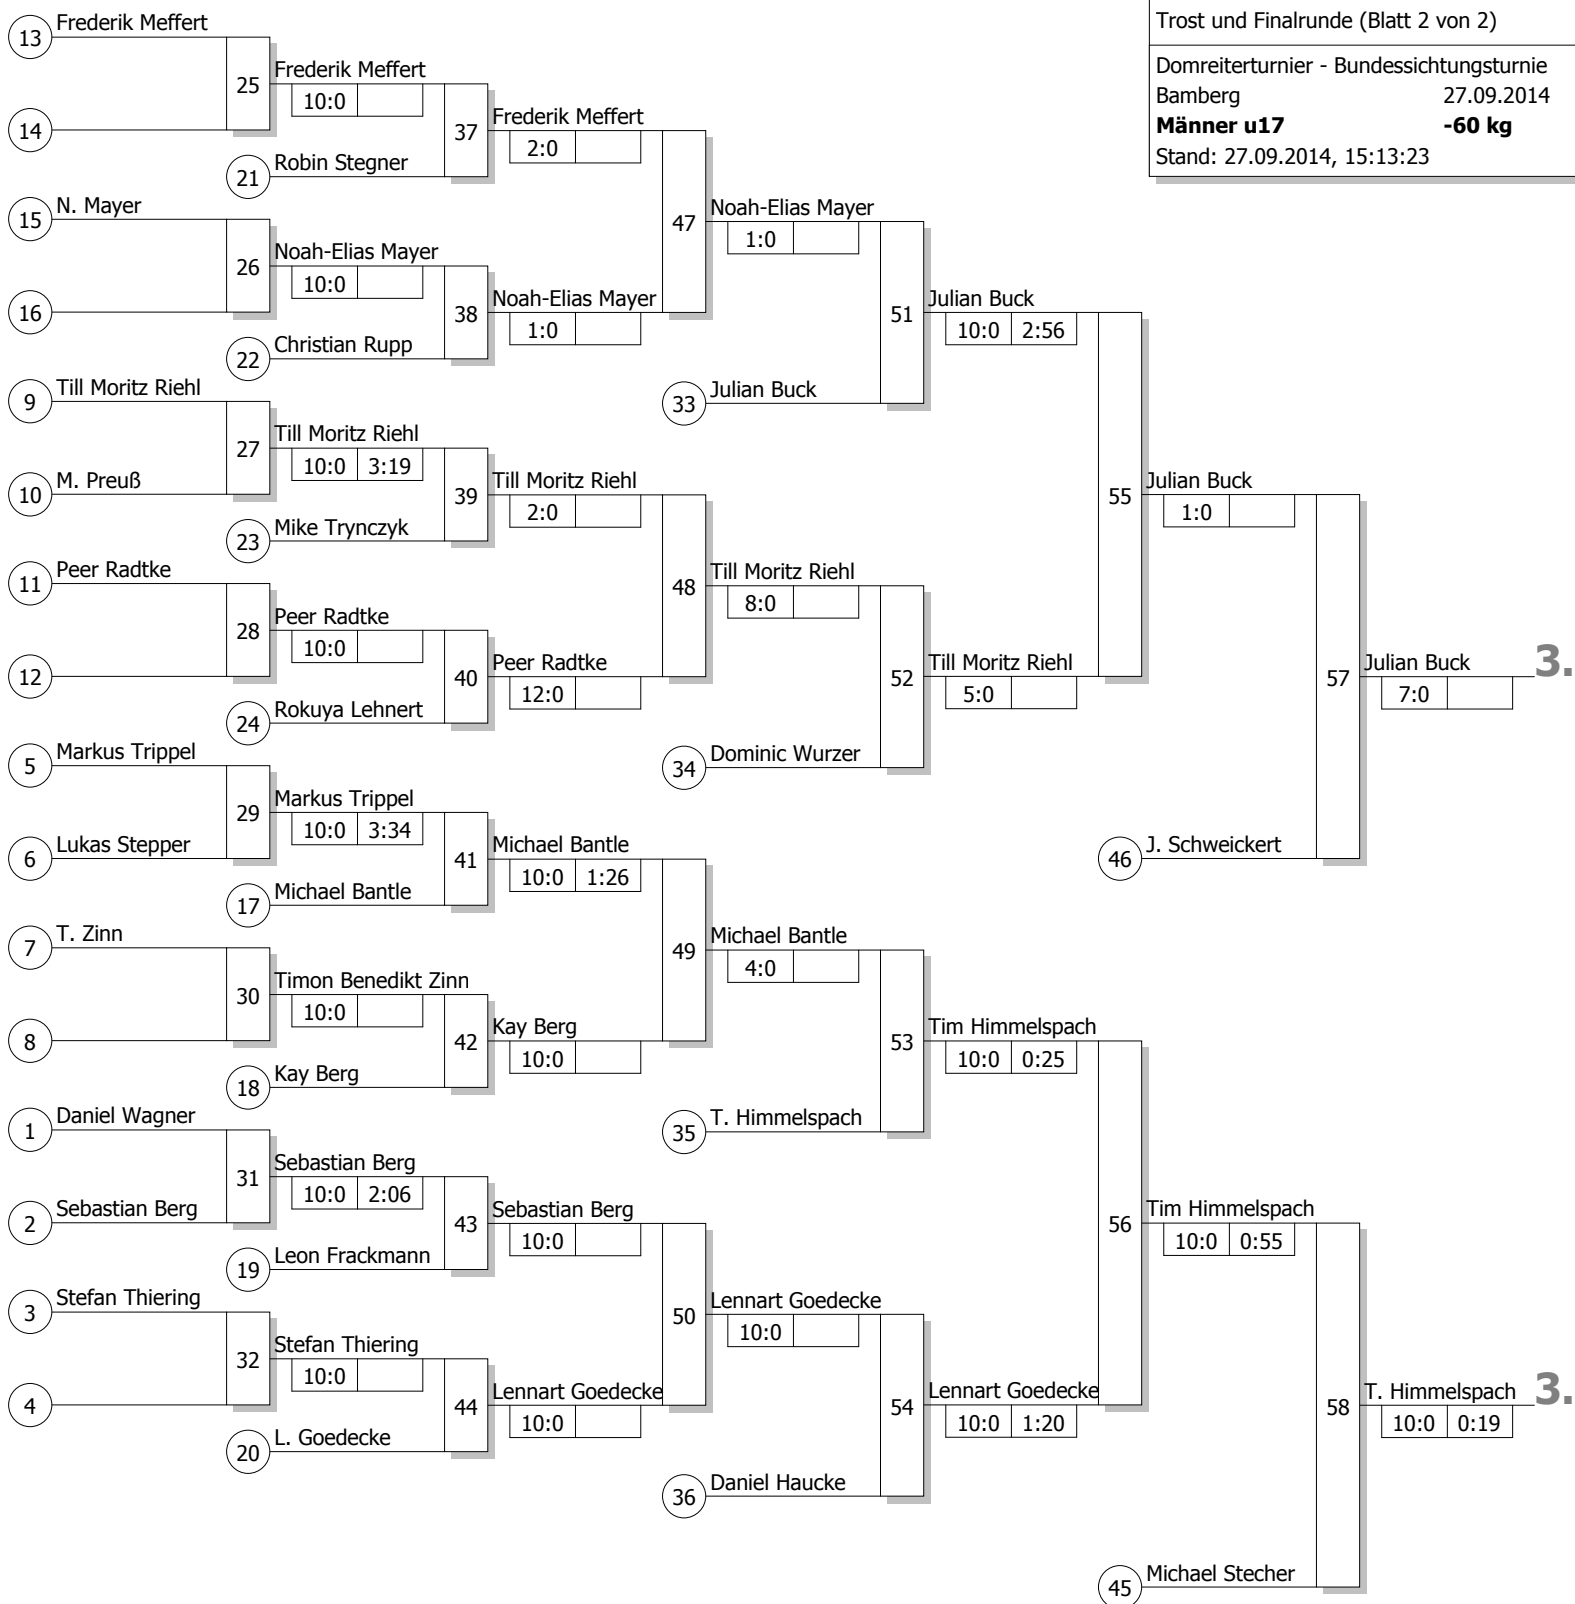 Trost und Finalrunde (Blatt 2 von 2)
Domreiterturnier - Bundessichtungsturnie
Bamberg 27.09.2014
Männer u17 -60 kg
Stand: 27.09.2014, 15:13:23
13 Frederik Meffert
14
25
15 N. Mayer
16
26
9 Till Moritz Riehl
10 M. Preuß
27
11 Peer Radtke
12
28
5 Markus Trippel
6 Lukas Stepper
29
7 T. Zinn
8
30
1 Daniel Wagner
2 Sebastian Berg
31
3 Stefan Thiering
4
32
Frederik Meffert
10:0
21 Robin Stegner
37
Noah-Elias Mayer
10:0
22 Christian Rupp
38
Till Moritz Riehl
10:0 3:19
23 Mike Trynczyk
39
Peer Radtke
10:0
24 Rokuya Lehnert
40
Markus Trippel
10:0 3:34
17 Michael Bantle
41
Timon Benedikt Zinn
10:0
18 Kay Berg
42
Sebastian Berg
10:0 2:06
19 Leon Frackmann
43
Stefan Thiering
10:0
20 L. Goedecke
44
Frederik Meffert
2:0
47
Noah-Elias Mayer
1:0
Till Moritz Riehl
2:0
48
Peer Radtke
12:0
Michael Bantle
10:0 1:26
49
Kay Berg
10:0
Sebastian Berg
10:0
50
Lennart Goedecke
10:0
Noah-Elias Mayer
1:0
51
33 Julian Buck
Till Moritz Riehl
8:0
52
34 Dominic Wurzer
Michael Bantle
4:0
53
35 T. Himmelspach
Lennart Goedecke
10:0
54
36 Daniel Haucke
Julian Buck
10:0 2:56
55
Till Moritz Riehl
5:0
Tim Himmelspach
10:0 0:25
56
Lennart Goedecke
10:0 1:20
Julian Buck
1:0
57
46 J. Schweickert
Tim Himmelspach
10:0 0:55
58
45 Michael Stecher
Julian Buck 3.
7:0
T. Himmelspach 3.
10:0 0:19